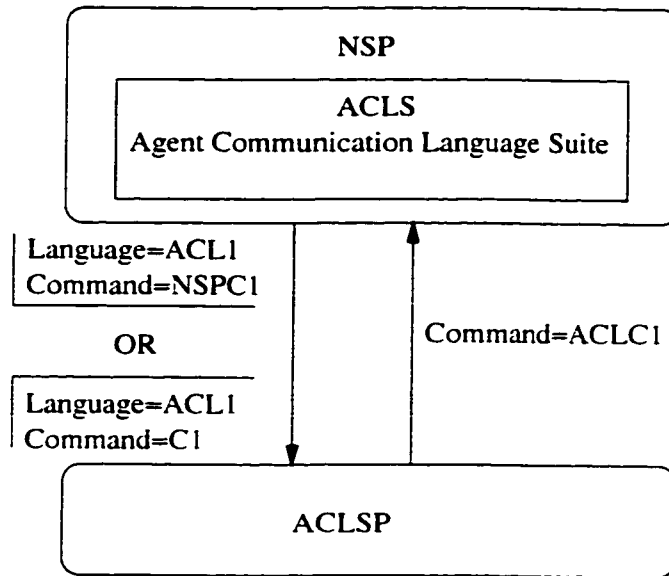 NSP
ACLS
Agent Communication Language Suite
Language=ACL1
Command=NSPC1
OR
Command=ACLC1
Language=ACL1
Command=C1
ACLSP